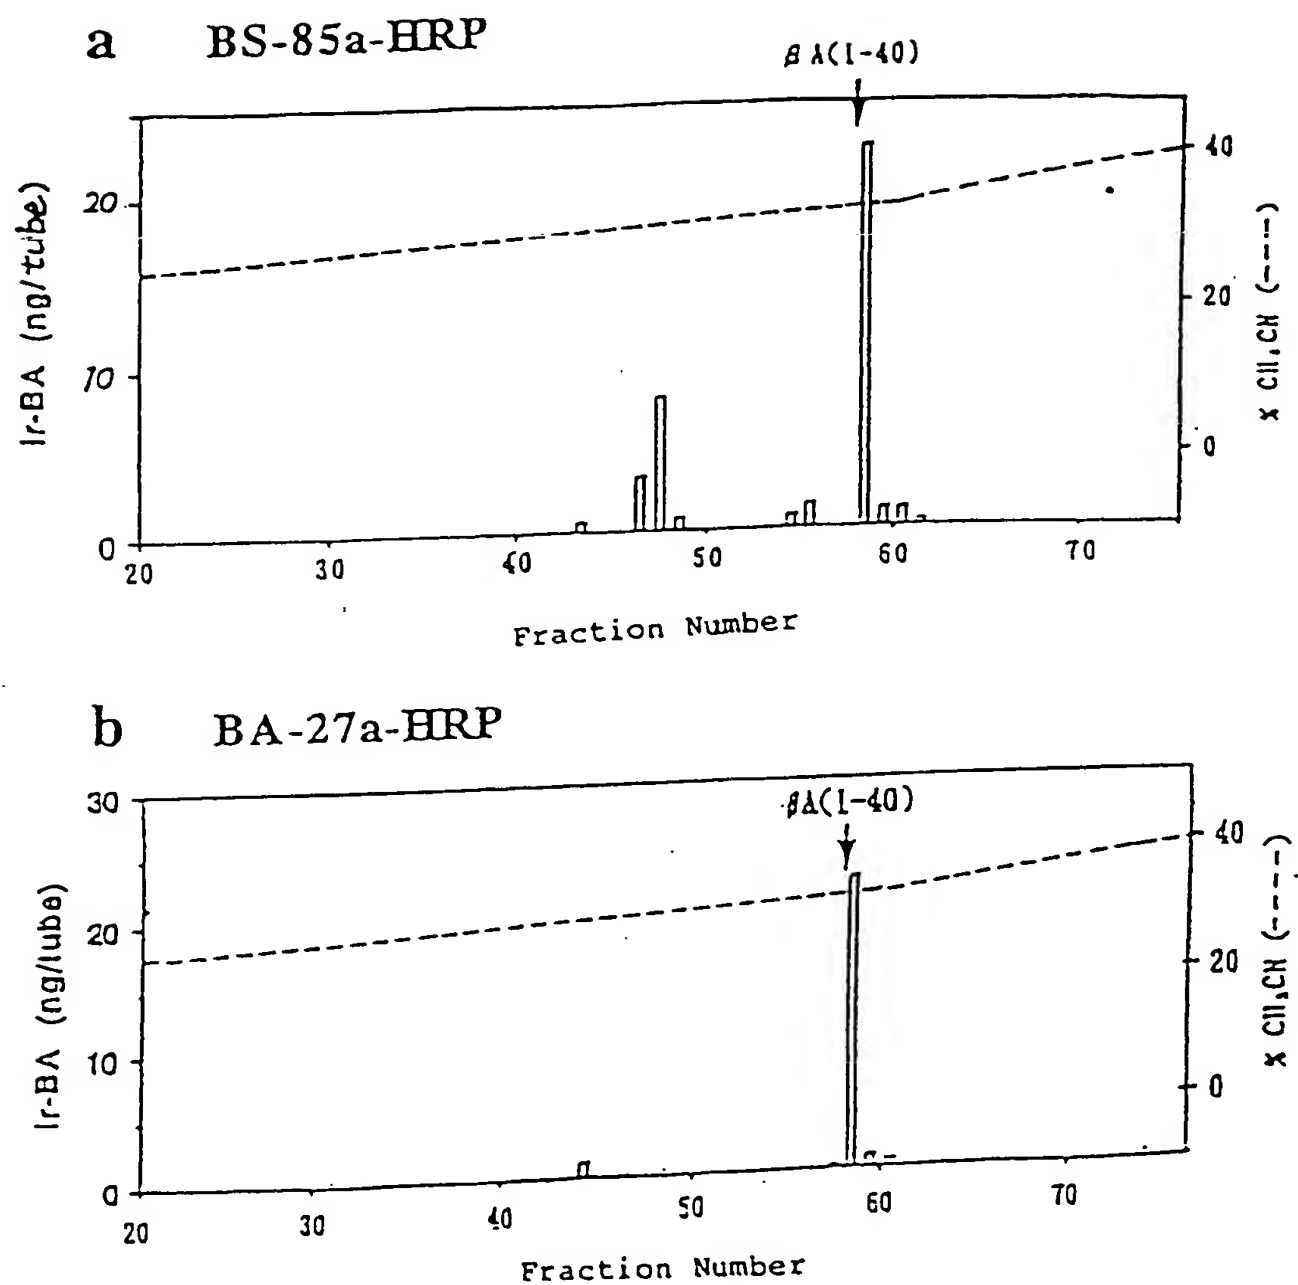 a BS-85a-HRP
β A(1-40)
Ir-BA (ng/tube)
20
10
0
40
20
0
% CH₃CN (----)
20 30 40 50 60 70
Fraction Number
b BA-27a-HRP
βA(1-40)
Ir-BA (ng/tube)
30
20
10
0
40
20
0
% CH₃CN (----)
20 30 40 50 60 70
Fraction Number